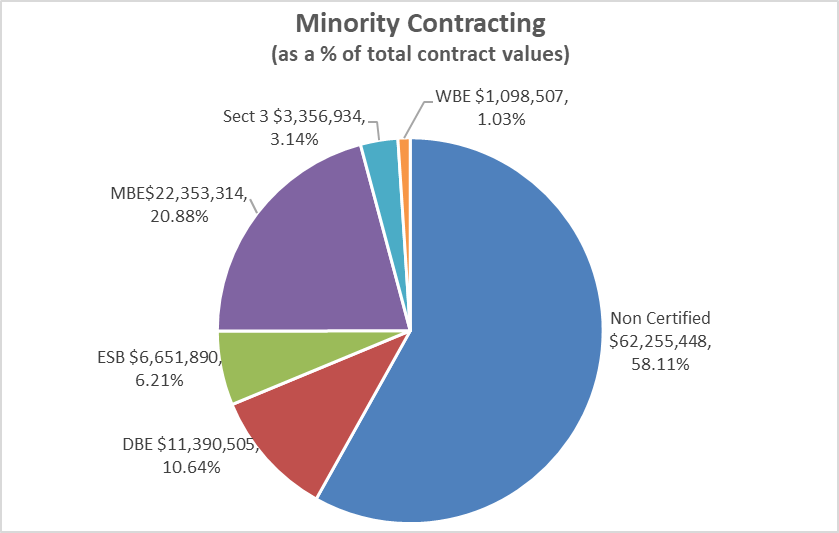 Minority Contracting
(as a % of total contract values)
WBE $1,098,507,
1.03%
Sect 3 $3,356,934,
3.14%
MBE$22,353,314,
20.88%
Non Certified
$62,255,448,
58.11%
ESB $6,651,890,
6.21%
DBE $11,390,505,
10.64%